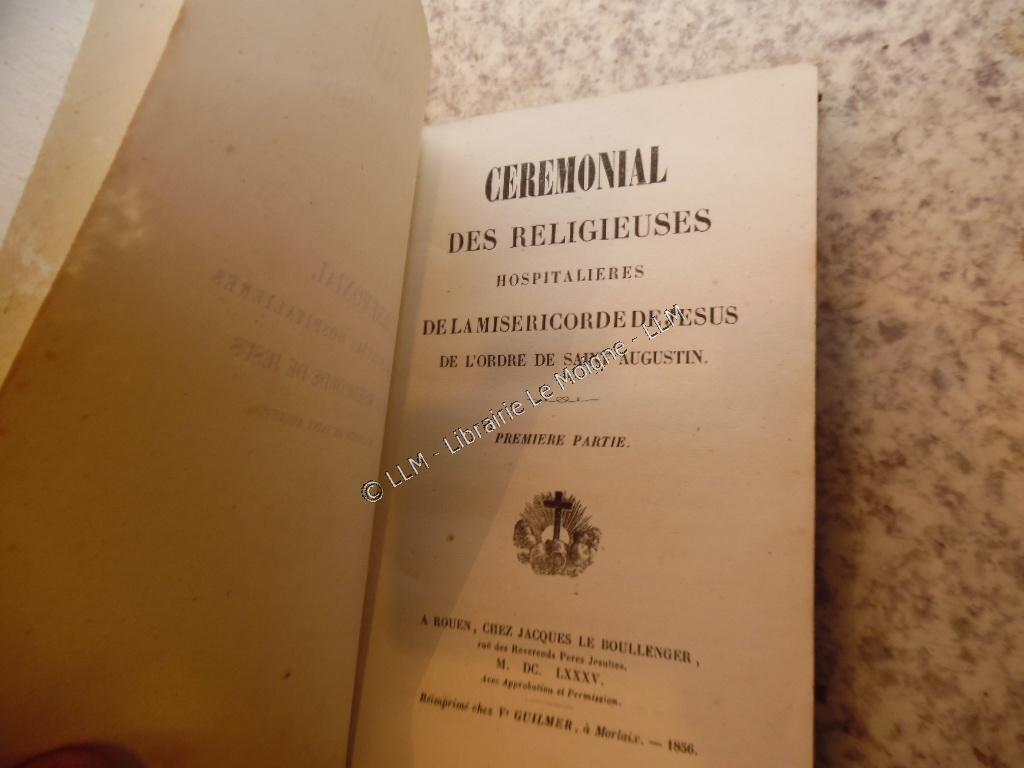 CEREMONIAL
DES RELIGIEUSES
HOSPITALIERES
DE LA MISERICORDE DE JESUS
DE L'ORDRE DE SAINT AUGUSTIN.
PREMIERE PARTIE.
A ROUEN, CHEZ JACQUES LE BOULLENGER,
rue des Reverends Peres Jesuites,
M. DC. LXXXV.
Avec Approbation et Permission.
Réimprimé chez Ve GUILMER, à Morlaix. — 1856.
© LLM - Librairie Le Moigne - LLM